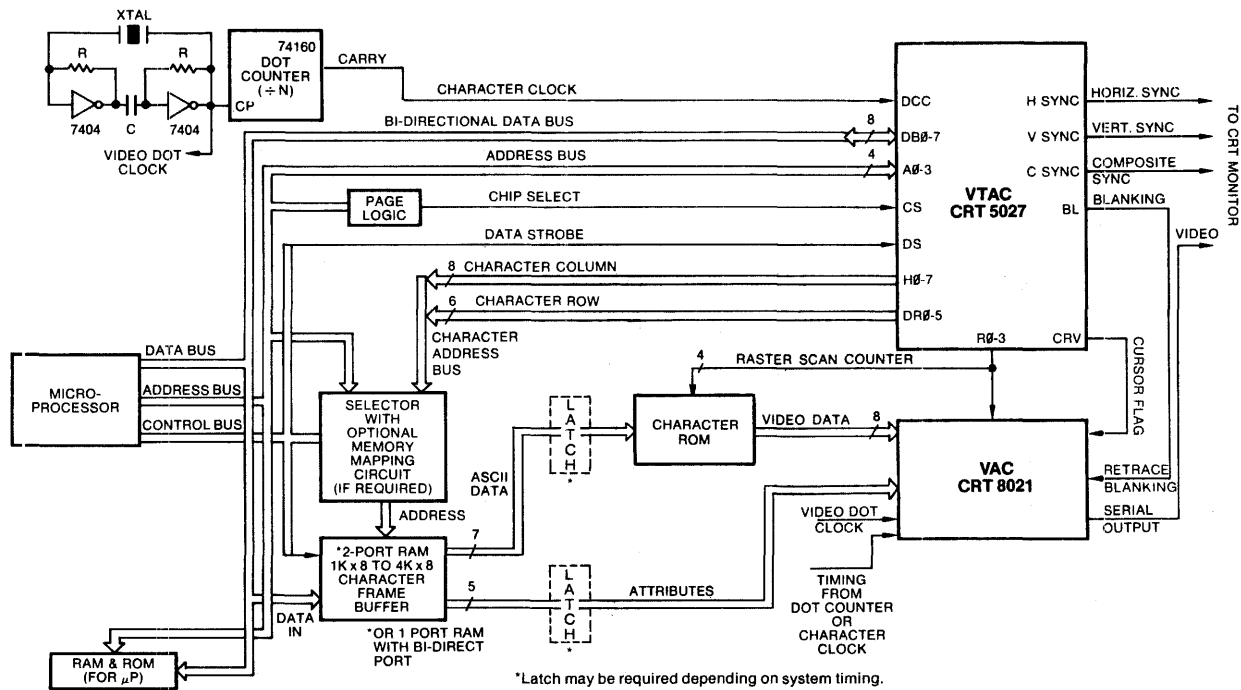 XTAL
R
R
7404
C
7404
VIDEO DOT
CLOCK
74160
DOT
COUNTER
(÷N)
CP
CARRY
CHARACTER CLOCK
BI-DIRECTIONAL DATA BUS
8
ADDRESS BUS
4
PAGE
LOGIC
CHIP SELECT
DATA STROBE
8 CHARACTER COLUMN
6 CHARACTER ROW
CHARACTER
ADDRESS
BUS
DCC
DBØ-7
AØ-3
CS
DS
HØ-7
DRØ-5
VTAC
CRT 5027
H SYNC
V SYNC
C SYNC
BL
RØ-3
CRV
HORIZ. SYNC
VERT. SYNC
COMPOSITE
SYNC
BLANKING
VIDEO
TO CRT MONITOR
CURSOR FLAG
MICRO-
PROCESSOR
DATA BUS
ADDRESS BUS
CONTROL BUS
SELECTOR
WITH
OPTIONAL
MEMORY
MAPPING
CIRCUIT
(IF REQUIRED)
ADDRESS
ASCII
DATA
LATCH
*
4
RASTER SCAN COUNTER
CHARACTER
ROM
VIDEO DATA
8
VAC
CRT 8021
RETRACE
BLANKING
SERIAL
OUTPUT
VIDEO DOT
CLOCK
TIMING
FROM
DOT COUNTER
OR
CHARACTER
CLOCK
*2-PORT RAM
1K x 8 TO 4K x 8
CHARACTER
FRAME
BUFFER
7
5
LATCH
*
ATTRIBUTES
DATA
IN
*OR 1 PORT RAM
WITH BI-DIRECT
PORT
RAM & ROM
(FOR µP)
*Latch may be required depending on system timing.